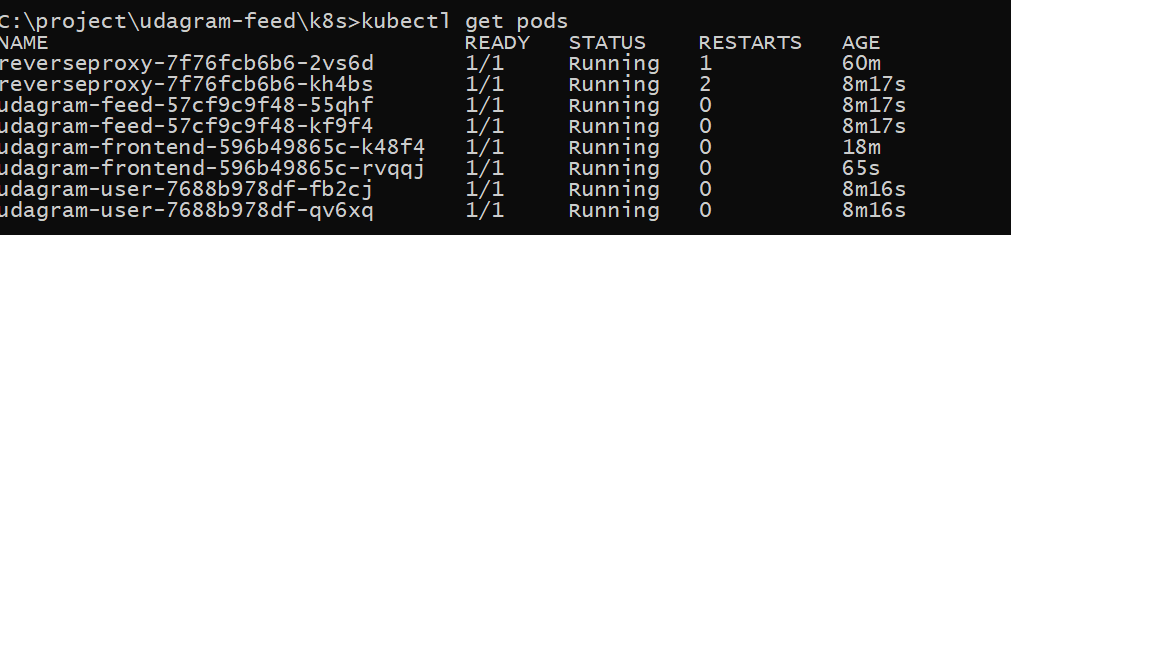 C:\project\udagram-feed\k8s>kubectl get pods
NAME READY STATUS RESTARTS AGE
reverseproxy-7f76fcb6b6-2vs6d 1/1 Running 1 60m
reverseproxy-7f76fcb6b6-kh4bs 1/1 Running 2 8m17s
udagram-feed-57cf9c9f48-55qhf 1/1 Running 0 8m17s
udagram-feed-57cf9c9f48-kf9f4 1/1 Running 0 8m17s
udagram-frontend-596b49865c-k48f4 1/1 Running 0 18m
udagram-frontend-596b49865c-rvqqj 1/1 Running 0 65s
udagram-user-7688b978df-fb2cj 1/1 Running 0 8m16s
udagram-user-7688b978df-qv6xq 1/1 Running 0 8m16s